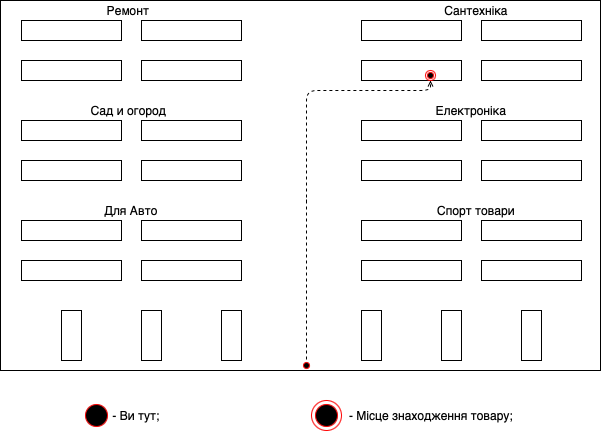 Ремонт
Сантехніка
Сад и огород
Електроніка
Для Авто
Спорт товари
- Ви тут;
- Місце знаходження товару;